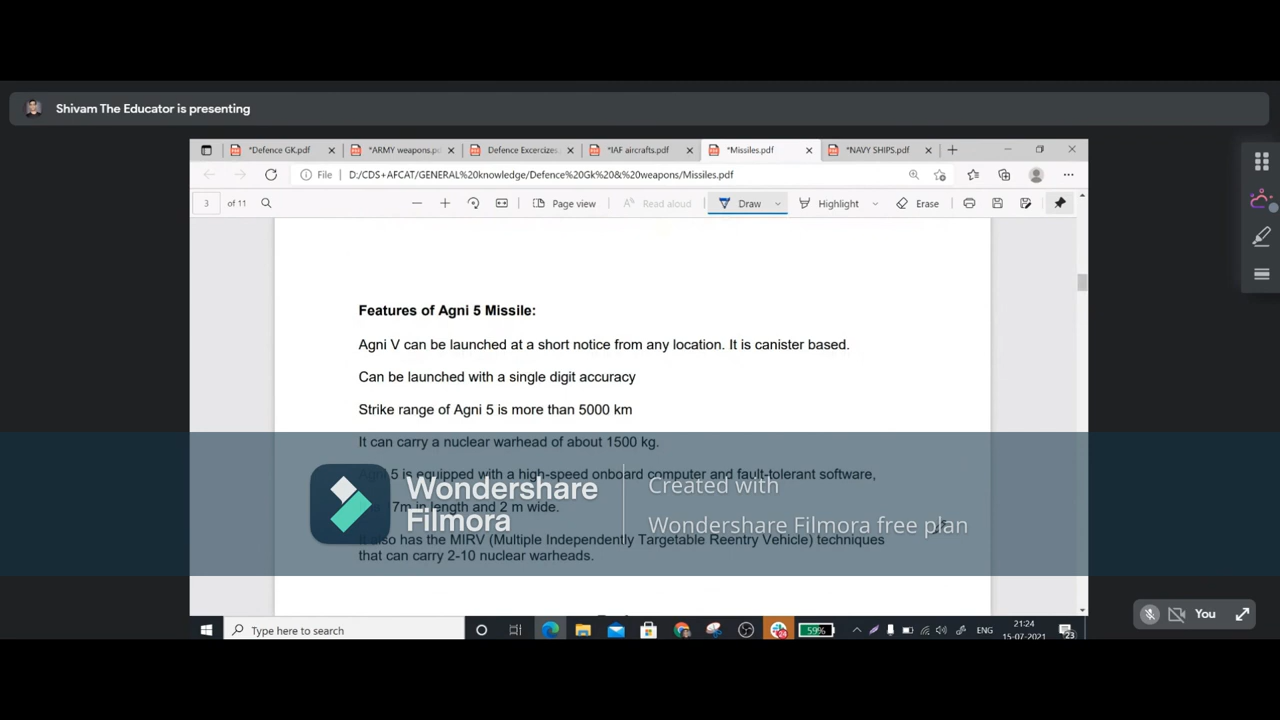 Shivam The Educator is presenting
*Defence GK.pdf
*ARMY weapons.pd
Defence Excercizes
*IAF aircrafts.pdf
*Missiles.pdf
*NAVY SHIPS.pdf
File
D:/CDS+AFCAT/GENERAL%20knowledge/Defence%20Gk%20&%20weapons/Missiles.pdf
3 of 11
Page view
Read aloud
Draw
Highlight
Erase
Features of Agni 5 Missile:
Agni V can be launched at a short notice from any location. It is canister based.
Can be launched with a single digit accuracy
Strike range of Agni 5 is more than 5000 km
It can carry a nuclear warhead of about 1500 kg.
Agni 5 is equipped with a high-speed onboard computer and fault-tolerant software,
7m in length and 2 m wide.
It also has the MIRV (Multiple Independently Targetable Reentry Vehicle) techniques
that can carry 2-10 nuclear warheads.
Wondershare
Filmora
Created with
Wondershare Filmora free plan
You
Type here to search
59%
ENG
21:24
15-07-2021
23